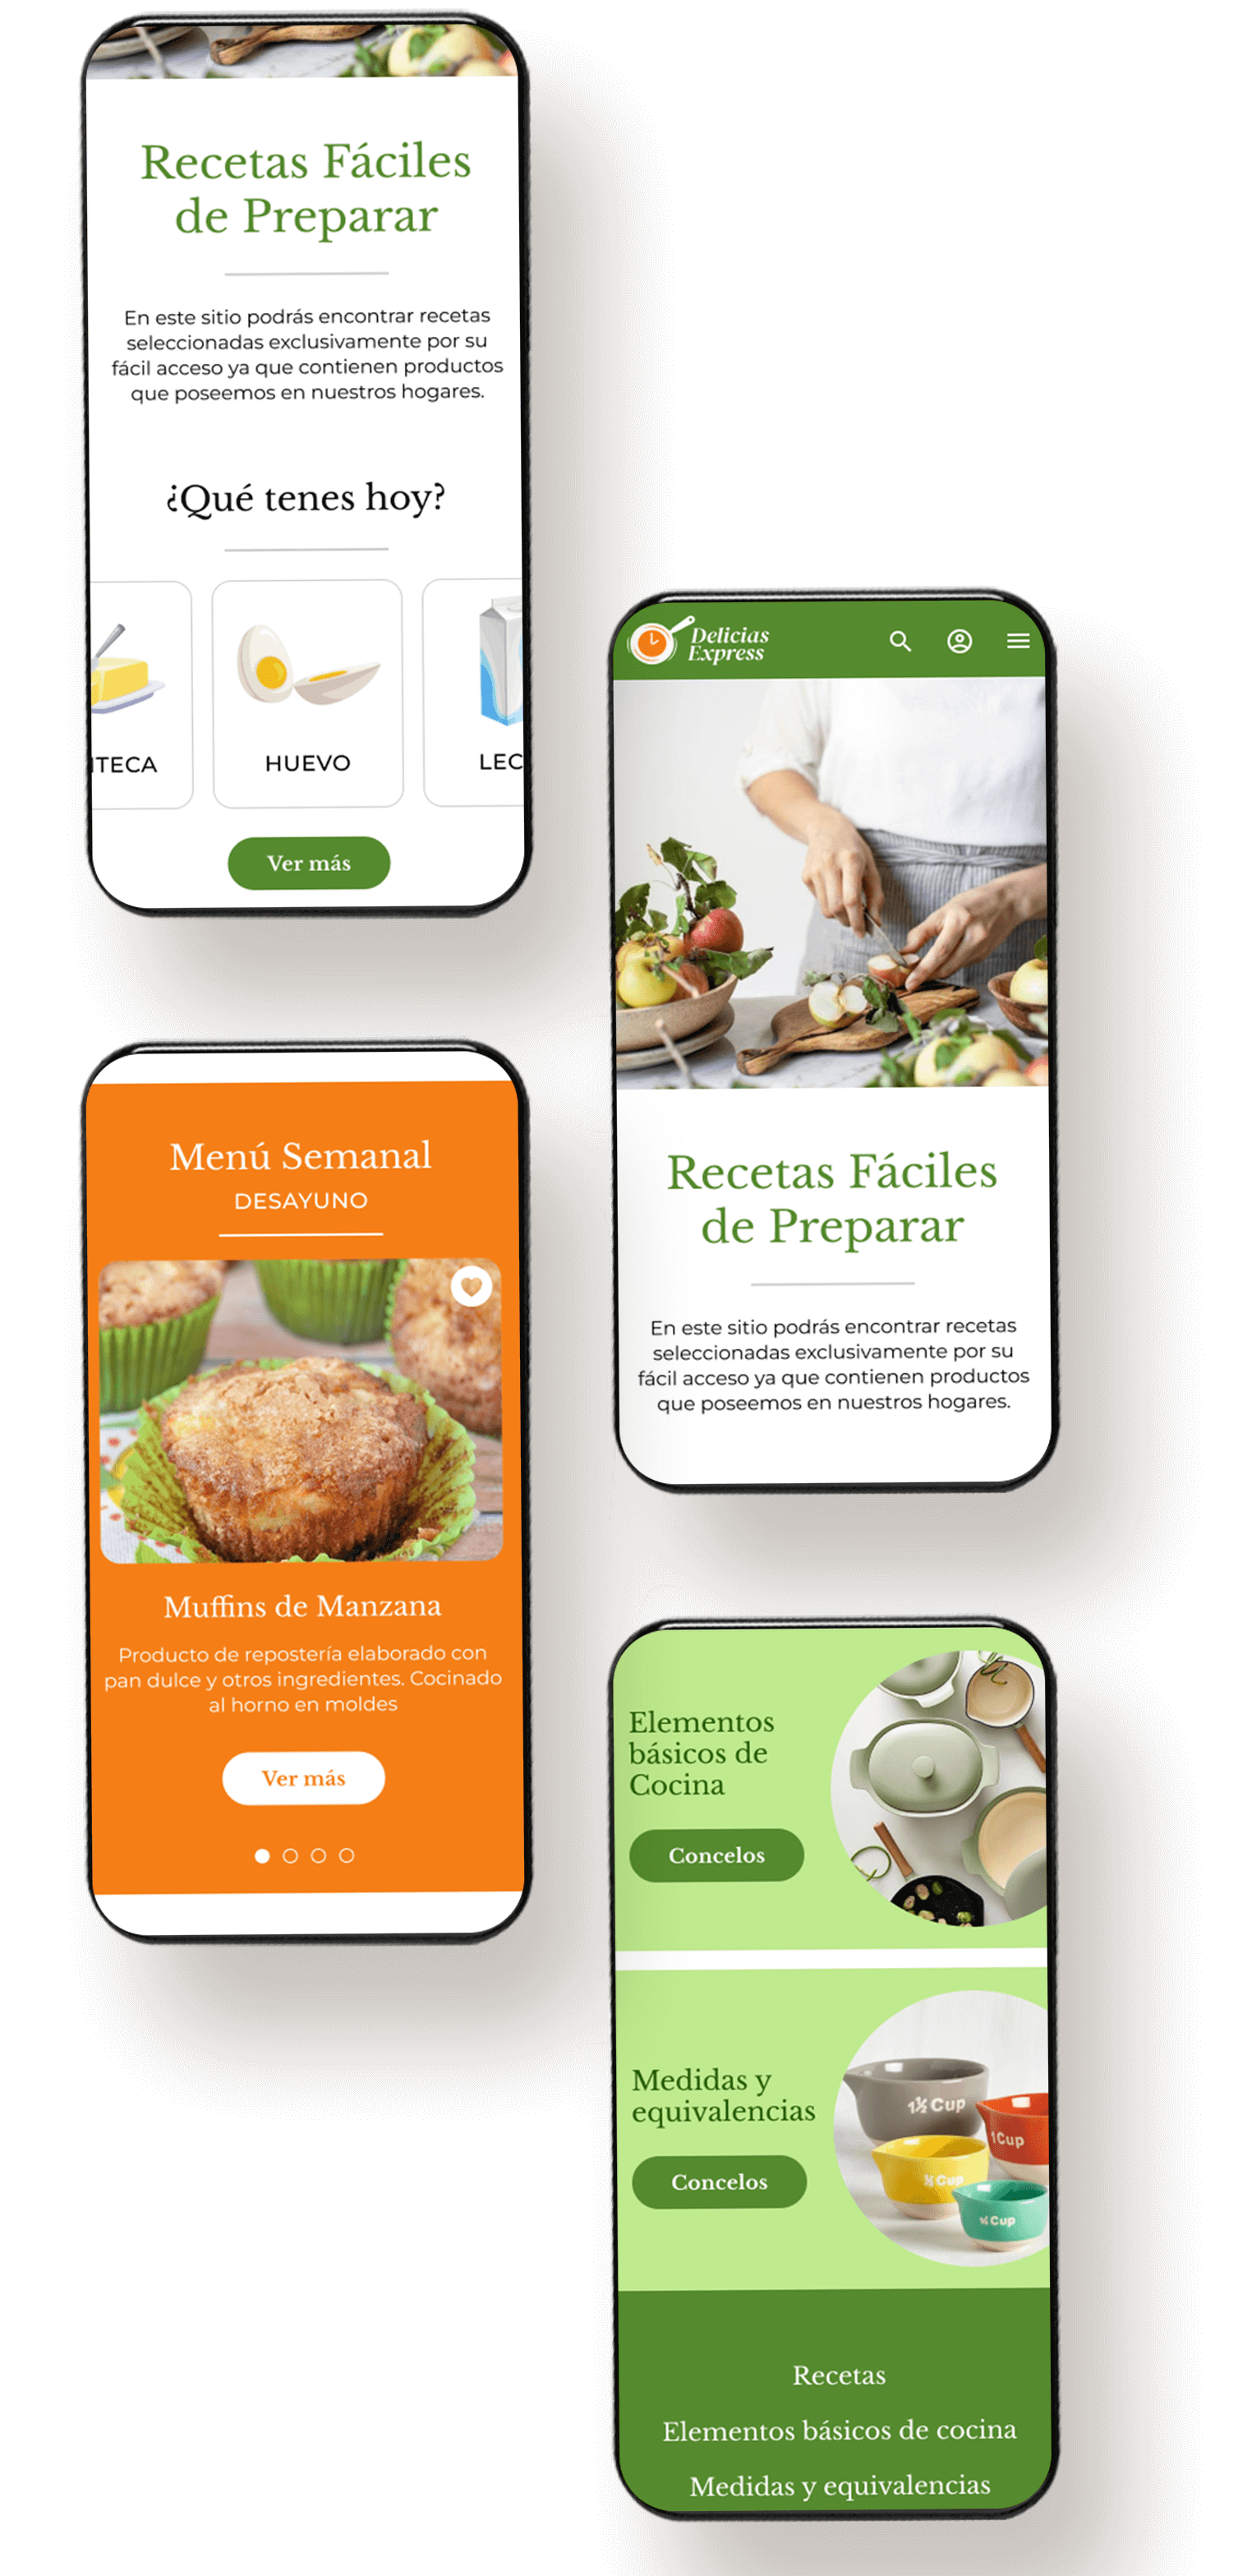 Recetas Fáciles
de Preparar
En este sitio podrás encontrar recetas
seleccionadas exclusivamente por su
fácil acceso ya que contienen productos
que poseemos en nuestros hogares.
¿Qué tenes hoy?
TECA
HUEVO
LEC
Ver más
Delicias
Express
Recetas Fáciles
de Preparar
En este sitio podrás encontrar recetas
seleccionadas exclusivamente por su
fácil acceso ya que contienen productos
que poseemos en nuestros hogares.
Menú Semanal
DESAYUNO
Muffins de Manzana
Producto de repostería elaborado con
pan dulce y otros ingredientes. Cocinado
al horno en moldes
Ver más
Elementos
básicos de
Cocina
Concelos
Medidas y
equivalencias
Concelos
1½ Cup
1Cup
½ Cup
¼ Cup
Recetas
Elementos básicos de cocina
Medidas y equivalencias